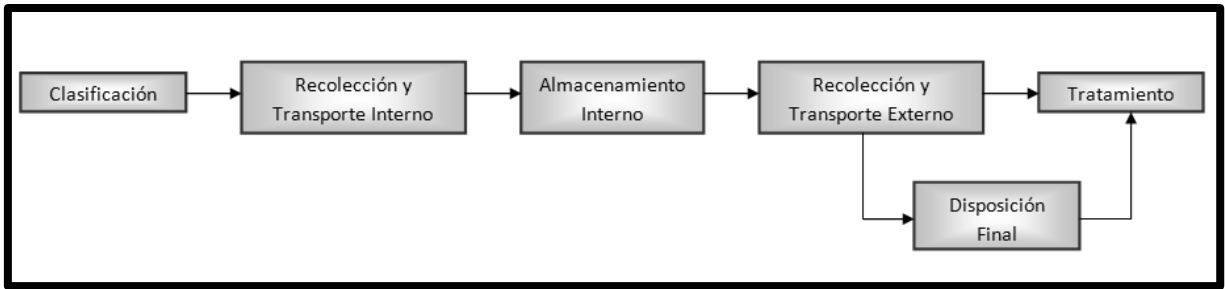 Clasificación
Recolección y
Transporte Interno
Almacenamiento
Interno
Recolección y
Transporte Externo
Tratamiento
Disposición
Final